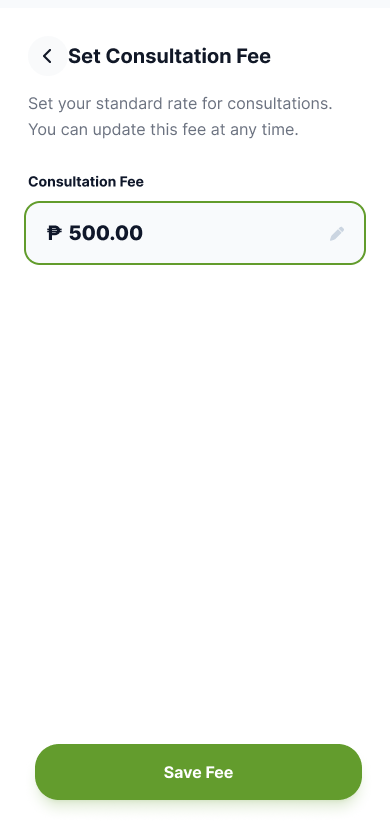 Set Consultation Fee
Set your standard rate for consultations.
You can update this fee at any time.
Consultation Fee
₱ 500.00
Save Fee